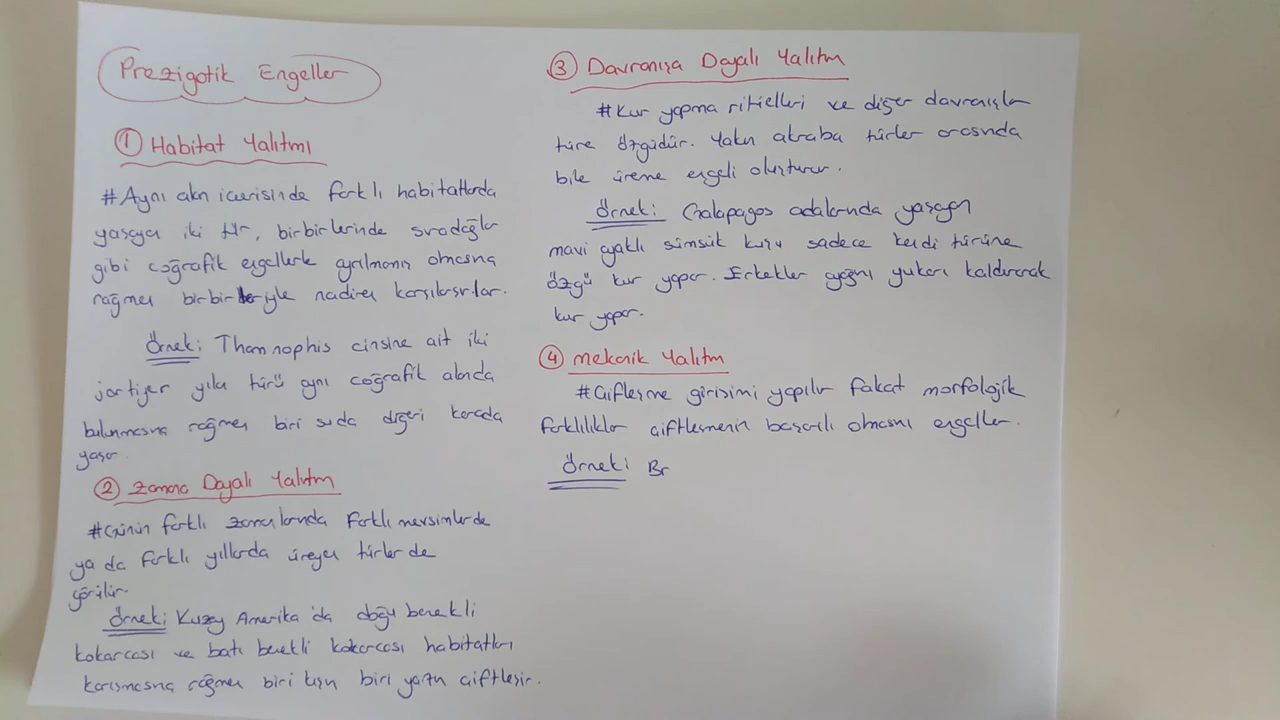 Prezigotik Engeller
① Habitat Yalıtımı
#Aynı alan içerisinde farklı habitatlarda
yaşayan iki tür, birbirlerinde sıradağlar
gibi coğrafik engellerle ayrılmamış olmasına
rağmen birbirleriyle nadiren karşılaşırlar.
Örnek: Thamnophis cinsine ait iki
jartiyer yılan türü aynı coğrafik alanda
bulunmasına rağmen biri suda diğeri karada
yaşar.
② Zamana Dayalı Yalıtım
#Günün farklı zamanlarında farklı mevsimlerde
ya da farklı yıllarda üreyen türlerde
görülür.
Örnek: Kuzey Amerika'da doğu benekli
kokarcası ve batı benekli kokarcası habitatları
karışmasına rağmen biri kışın biri yazın çiftleşir.
③ Davranışa Dayalı Yalıtım
#Kur yapma ritüelleri ve diğer davranışlar
türe özgüdür. Yakın akraba türler arasında
bile üreme engeli oluşturur.
Örnek: Galapagos adalarında yaşayan
mavi ayaklı sümsük kuşu sadece kendi türüne
özgü kur yapar. Erkekler ayağını yukarı kaldırarak
kur yapar.
④ mekanik Yalıtım
#Çiftleşme girişimi yapılır fakat morfolojik
farklılıklar çiftleşmenin başarılı olmasını engeller.
Örnek: Br